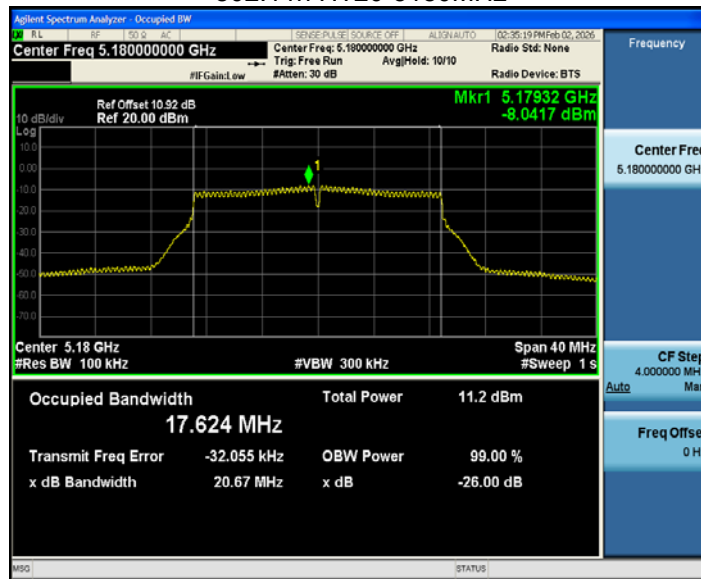 Agilent Spectrum Analyzer - Occupied BW
RL RF 50 Ω AC SENSE:PULSE SOURCE OFF ALIGNAUTO 02:35:19 PM Feb 02, 2026
Center Freq 5.180000000 GHz
Center Freq: 5.180000000 GHz
Radio Std: None
Trig: Free Run Avg|Hold: 10/10
#IFGain:Low
#Atten: 30 dB
Radio Device: BTS
Frequency
Ref Offset 10.92 dB
10 dB/div Ref 20.00 dBm
Mkr1 5.17932 GHz
-8.0417 dBm
Log
10.0
0.00
-10.0
-20.0
-30.0
-40.0
-50.0
-60.0
-70.0
1
Center 5.18 GHz
Span 40 MHz
#Res BW 100 kHz
#VBW 300 kHz
#Sweep 1 s
Occupied Bandwidth
17.624 MHz
Total Power 11.2 dBm
Transmit Freq Error -32.055 kHz
OBW Power 99.00 %
x dB Bandwidth 20.67 MHz
x dB -26.00 dB
Center Fre
5.180000000 GH
CF Step
4.000000 MH
Auto Ma
Freq Offse
0 H
MSG
STATUS